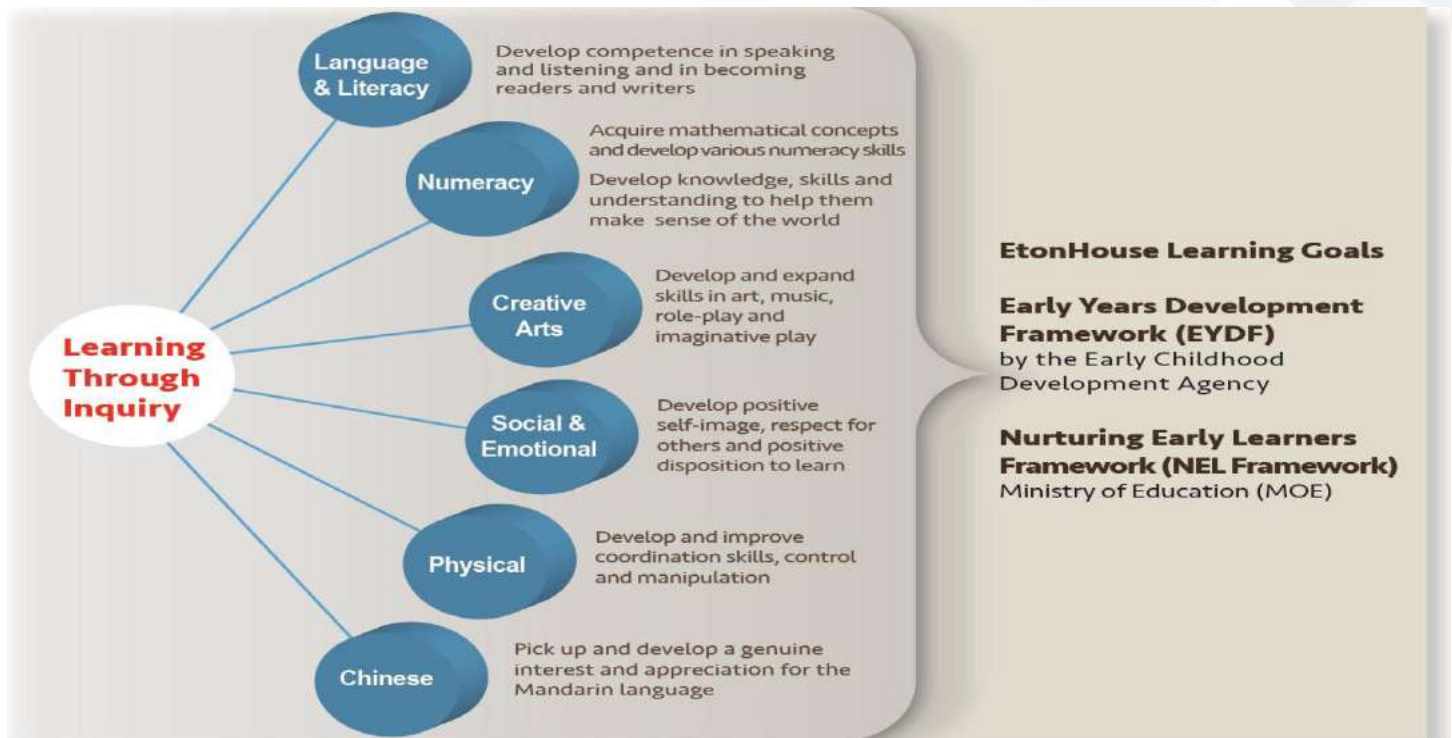 Language
& Literacy
Develop competence in speaking
and listening and in becoming
readers and writers
Numeracy
Acquire mathematical concepts
and develop various numeracy skills
Develop knowledge, skills and
understanding to help them
make sense of the world
Creative
Arts
Develop and expand
skills in art, music,
role-play and
imaginative play
Learning
Through
Inquiry
Social &
Emotional
Develop positive
self-image, respect for
others and positive
disposition to learn
Physical
Develop and improve
coordination skills, control
and manipulation
Chinese
Pick up and develop a genuine
interest and appreciation for the
Mandarin language
EtonHouse Learning Goals
Early Years Development
Framework (EYDF)
by the Early Childhood
Development Agency
Nurturing Early Learners
Framework (NEL Framework)
Ministry of Education (MOE)